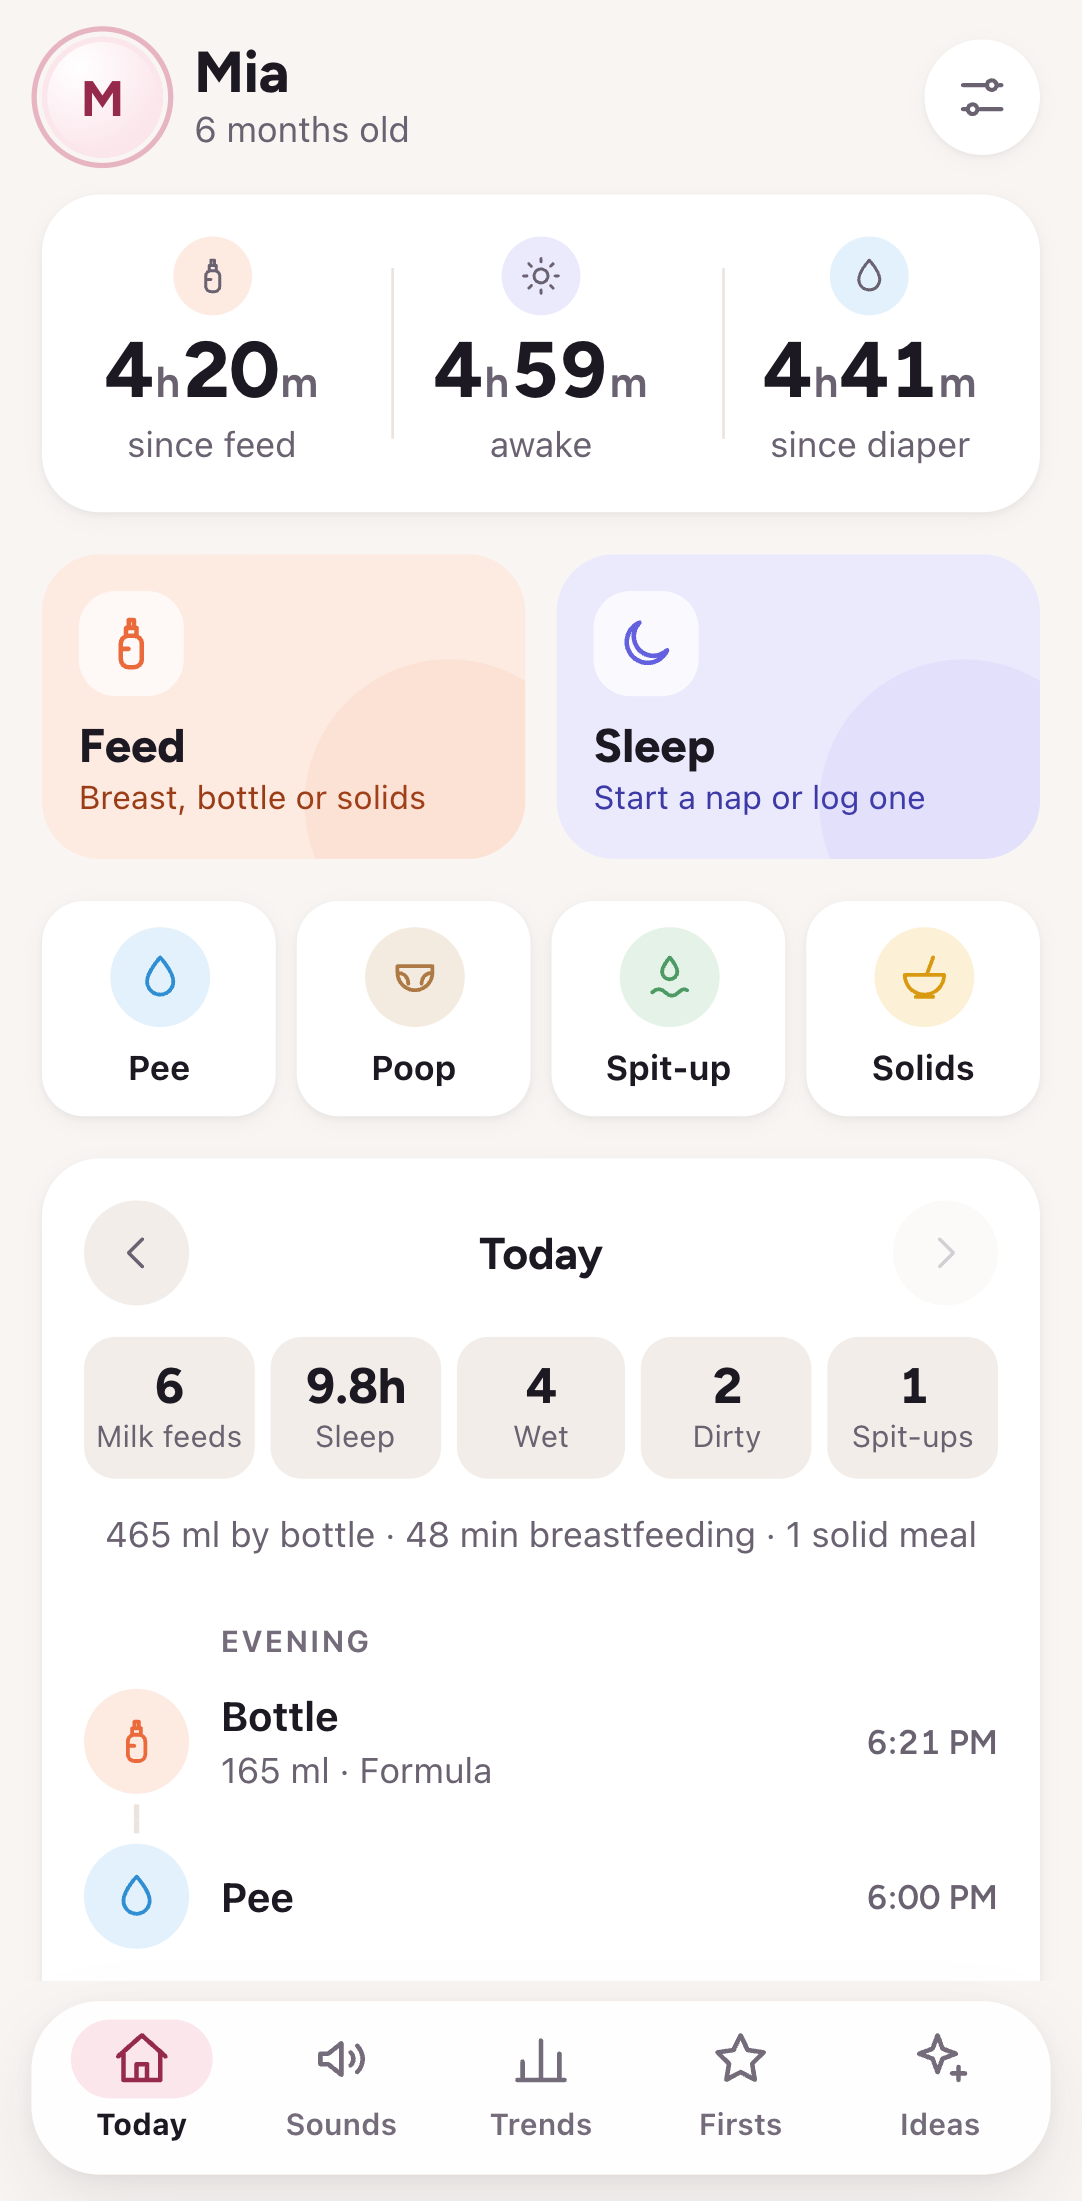 M
Mia
6 months old
4h20m
4h59m
4h41m
since feed
awake
since diaper
Feed
Breast, bottle or solids
Sleep
Start a nap or log one
Pee
Poop
Spit-up
Solids
Today
6
9.8h
4
2
1
Milk feeds
Sleep
Wet
Dirty
Spit-ups
465 ml by bottle · 48 min breastfeeding · 1 solid meal
EVENING
Bottle
165 ml · Formula
6:21 PM
Pee
6:00 PM
Today
Sounds
Trends
Firsts
Ideas